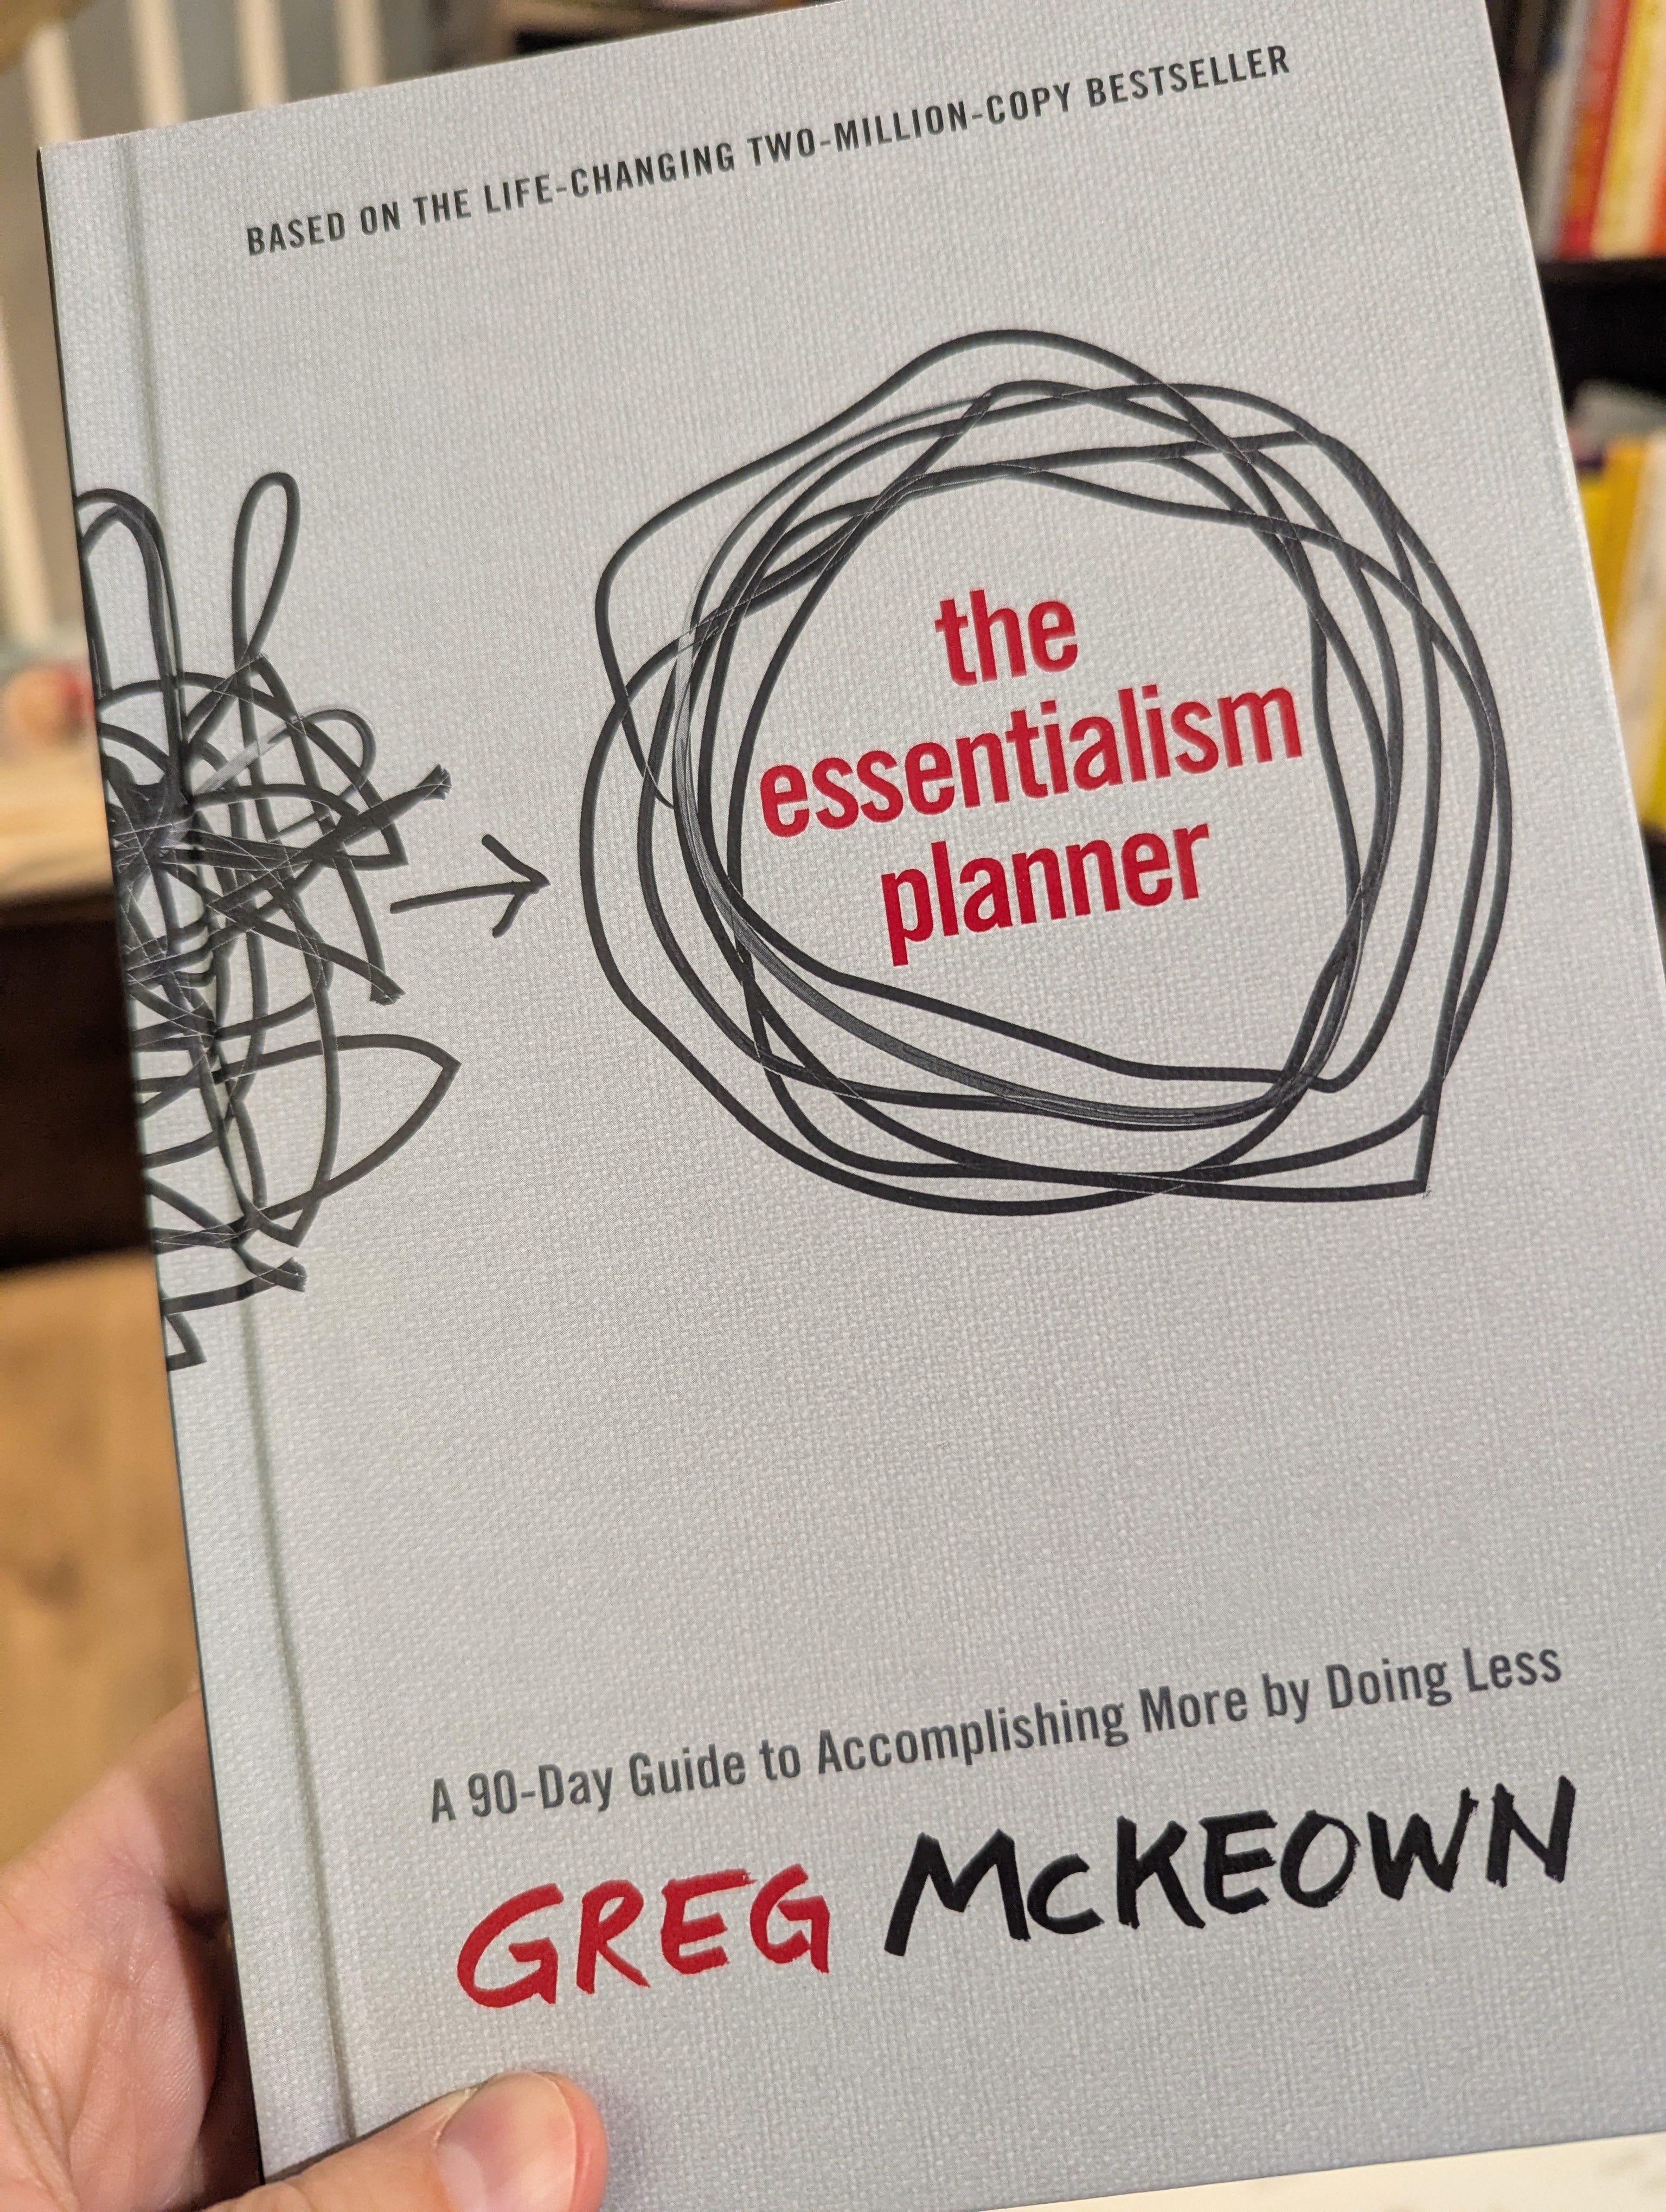 BASED ON THE LIFE-CHANGING TWO-MILLION-COPY BESTSELLER
the
essentialism
planner
A 90-Day Guide to Accomplishing More by Doing Less
GREG McKEOWN